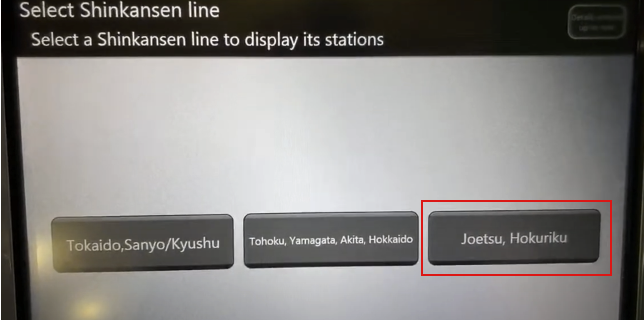 Select Shinkansen line
Select a Shinkansen line to display its stations
Tokaido,Sanyo/Kyushu
Tohoku, Yamagata, Akita, Hokkaido
Joetsu, Hokuriku